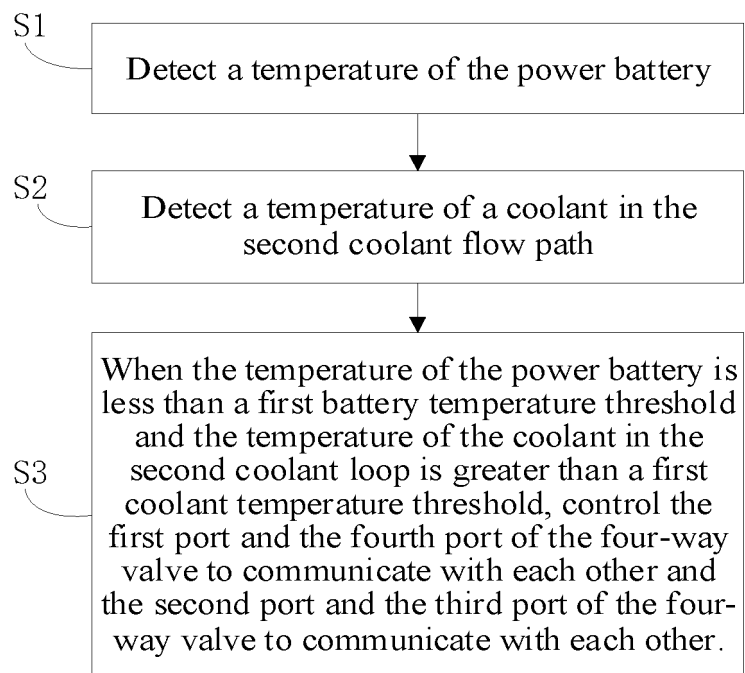 S1
Detect a temperature of the power battery
S2
Detect a temperature of a coolant in the
second coolant flow path
S3
When the temperature of the power battery is
less than a first battery temperature threshold
and the temperature of the coolant in the
second coolant loop is greater than a first
coolant temperature threshold, control the
first port and the fourth port of the four-way
valve to communicate with each other and
the second port and the third port of the four-
way valve to communicate with each other.